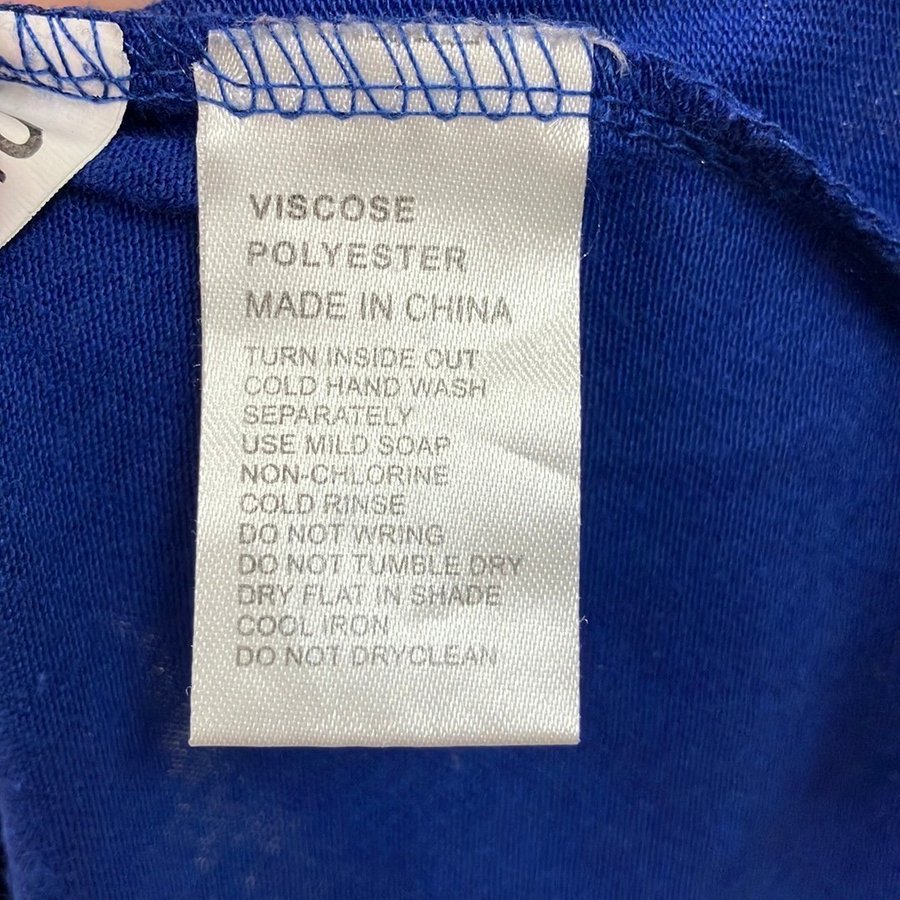 VISCOSE
POLYESTER
MADE IN CHINA
TURN INSIDE OUT
COLD HAND WASH
SEPARATELY
USE MILD SOAP
NON-CHLORINE
COLD RINSE
DO NOT WRING
DO NOT TUMBLE DRY
DRY FLAT IN SHADE
COOL IRON
DO NOT DRYCLEAN